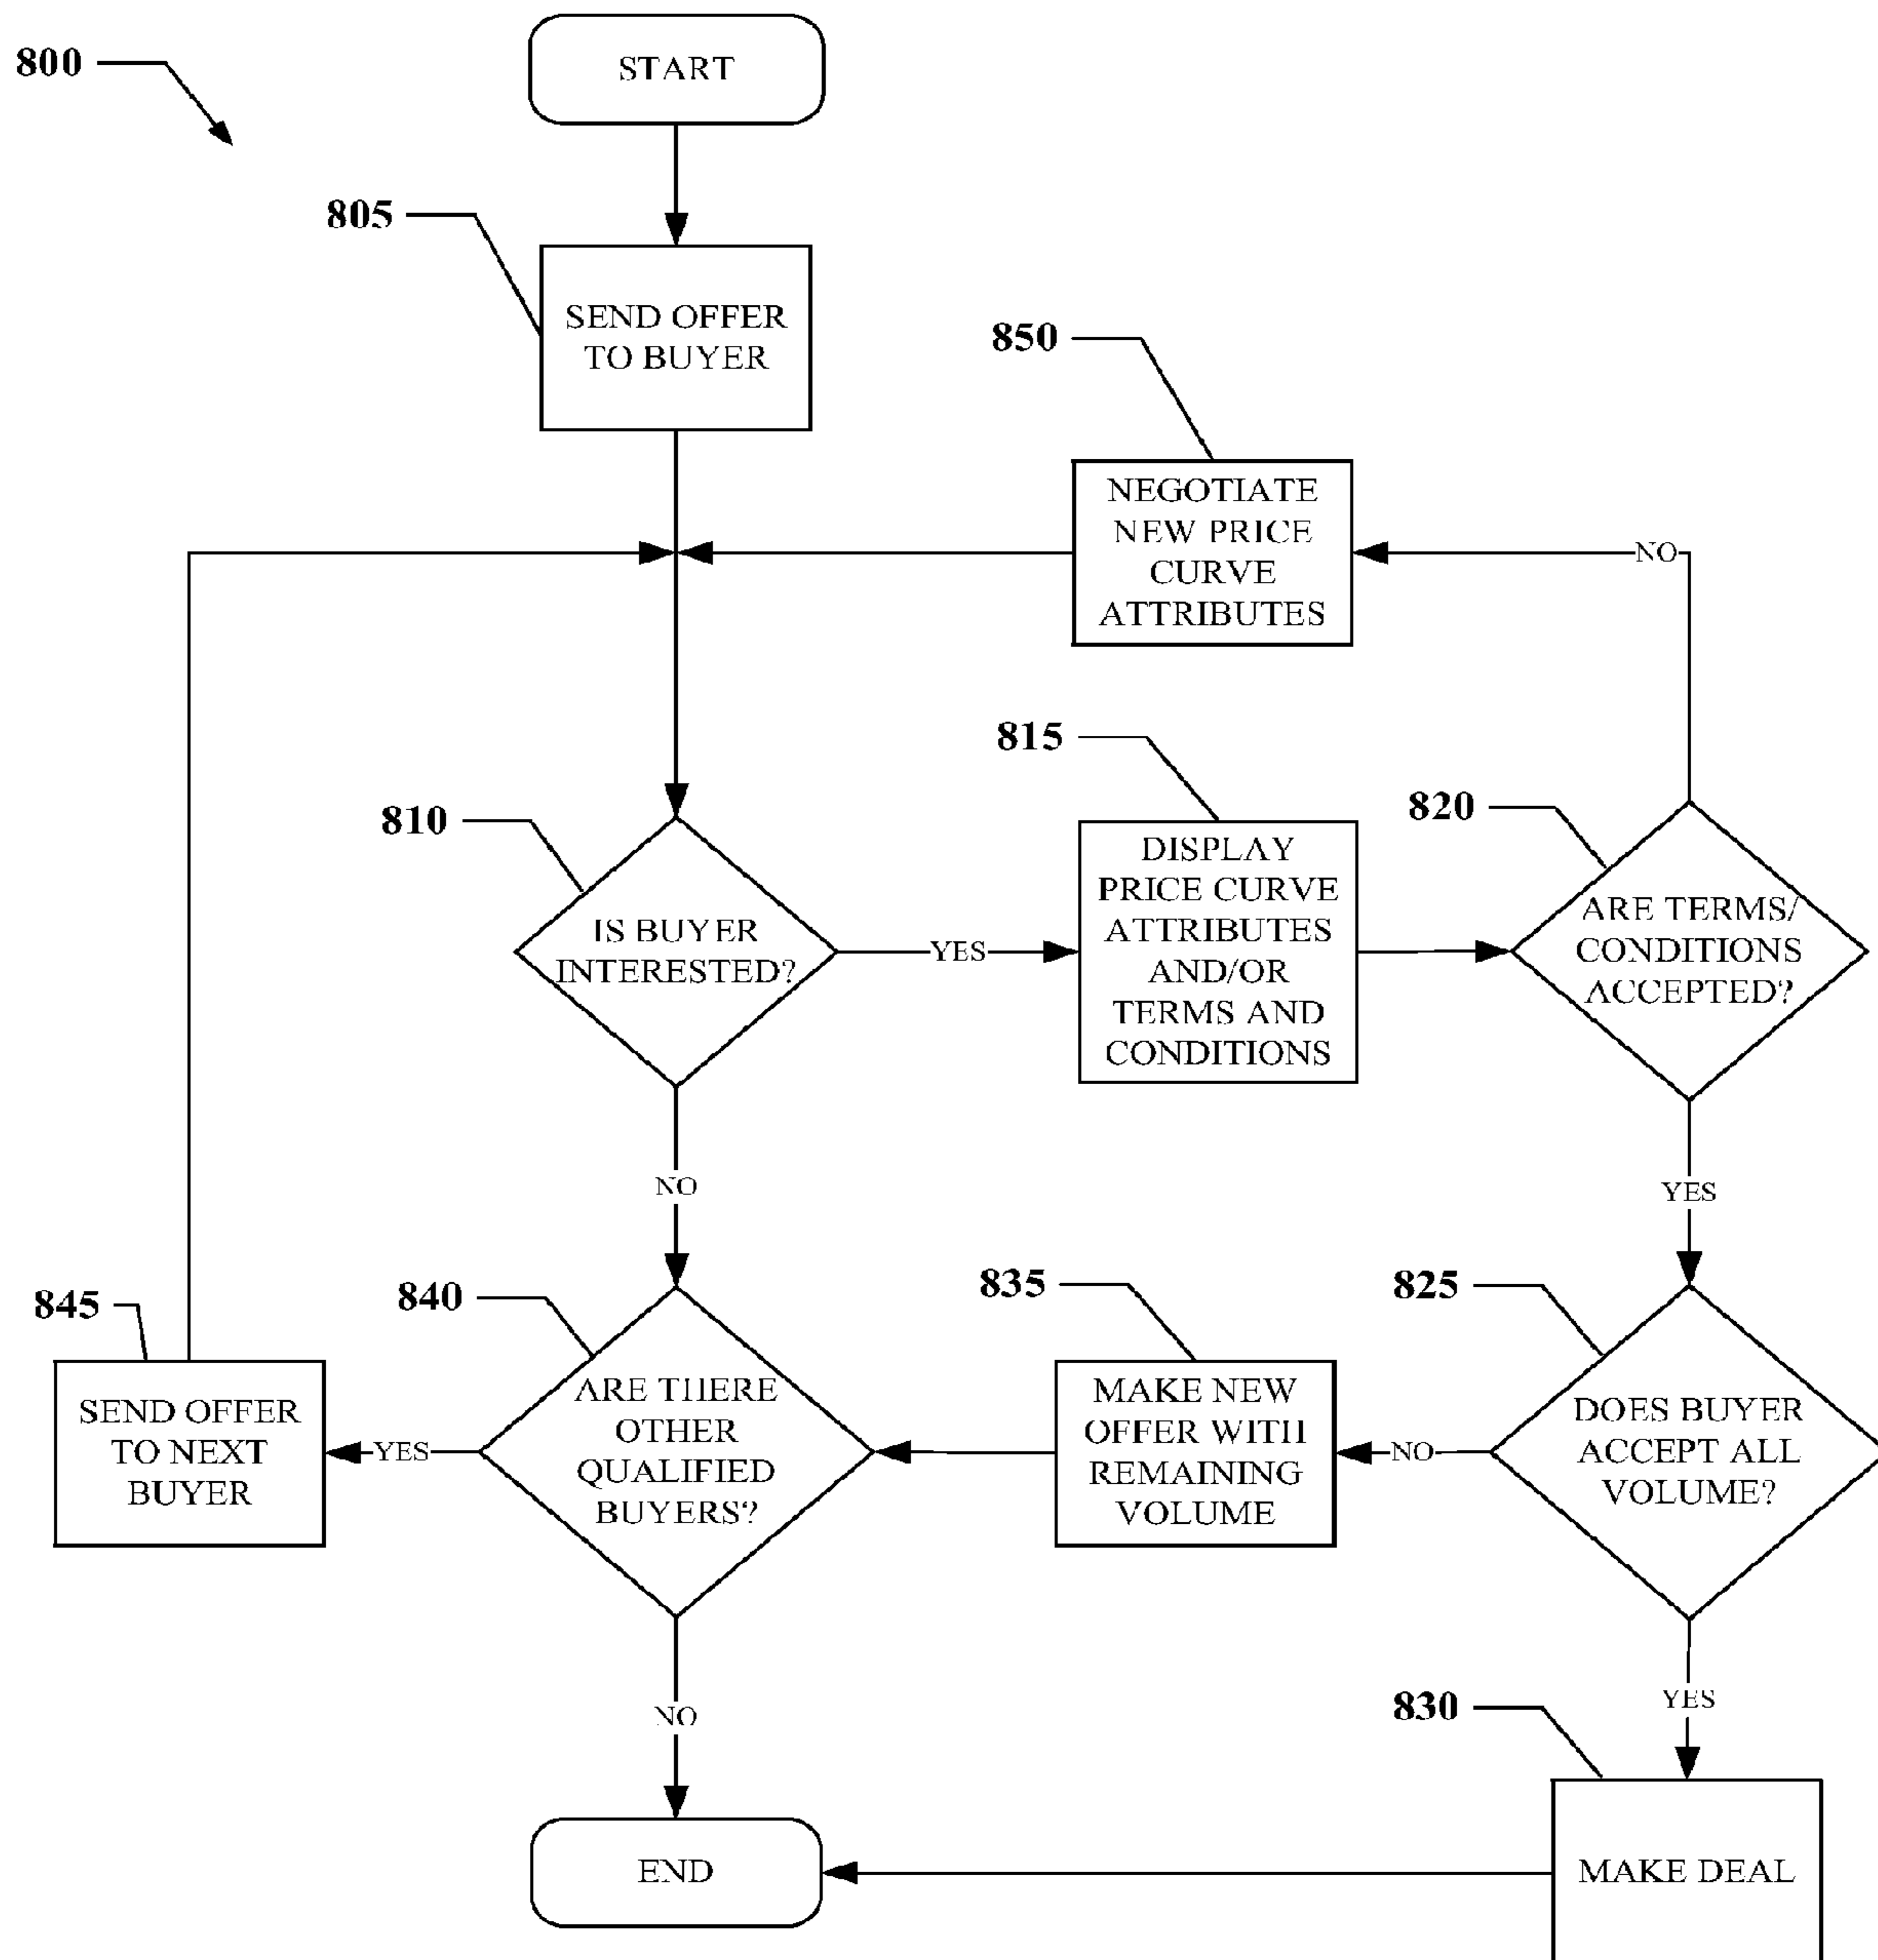 800
START
805
SEND OFFER
TO BUYER
850
NEGOTIATE
NEW PRICE
CURVE
ATTRIBUTES
NO
815
DISPLAY
PRICE CURVE
ATTRIBUTES
AND/OR
TERMS AND
CONDITIONS
820
ARE TERMS/
CONDITIONS
ACCEPTED?
810
IS BUYER
INTERESTED?
YES
NO
YES
845
SEND OFFER
TO NEXT
BUYER
YES
840
ARE THERE
OTHER
QUALIFIED
BUYERS?
835
MAKE NEW
OFFER WITH
REMAINING
VOLUME
NO
825
DOES BUYER
ACCEPT ALL
VOLUME?
NO
YES
830
END
MAKE DEAL